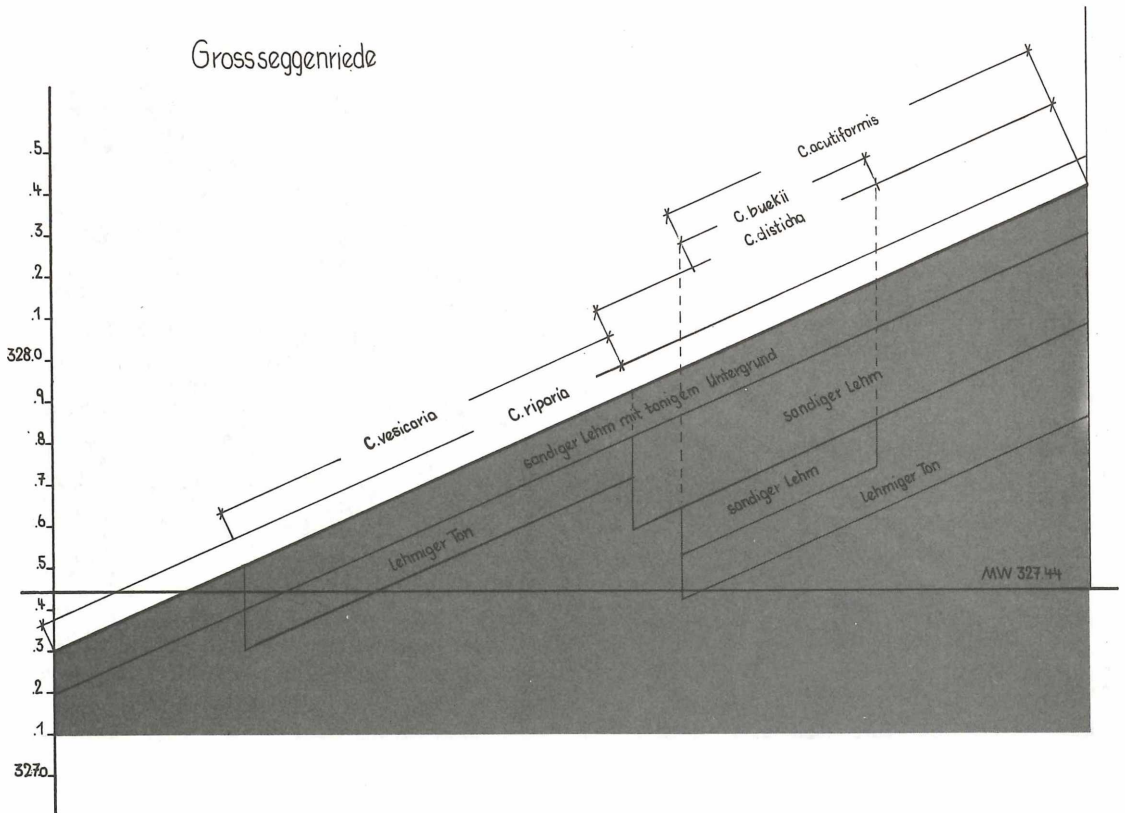 Grossseggenriede
.5
.4
.3
.2
.1
328.0
.9
.8
.7
.6
.5
.4
.3
.2
.1
327.0
C.acutiformis
C.buekii
C.disticha
C.riparia
C.vesicaria
sandiger Lehm mit tonigem Untergrund
sandiger Lehm
sandiger Lehm
lehmiger Ton
lehmiger Ton
MW 327.44